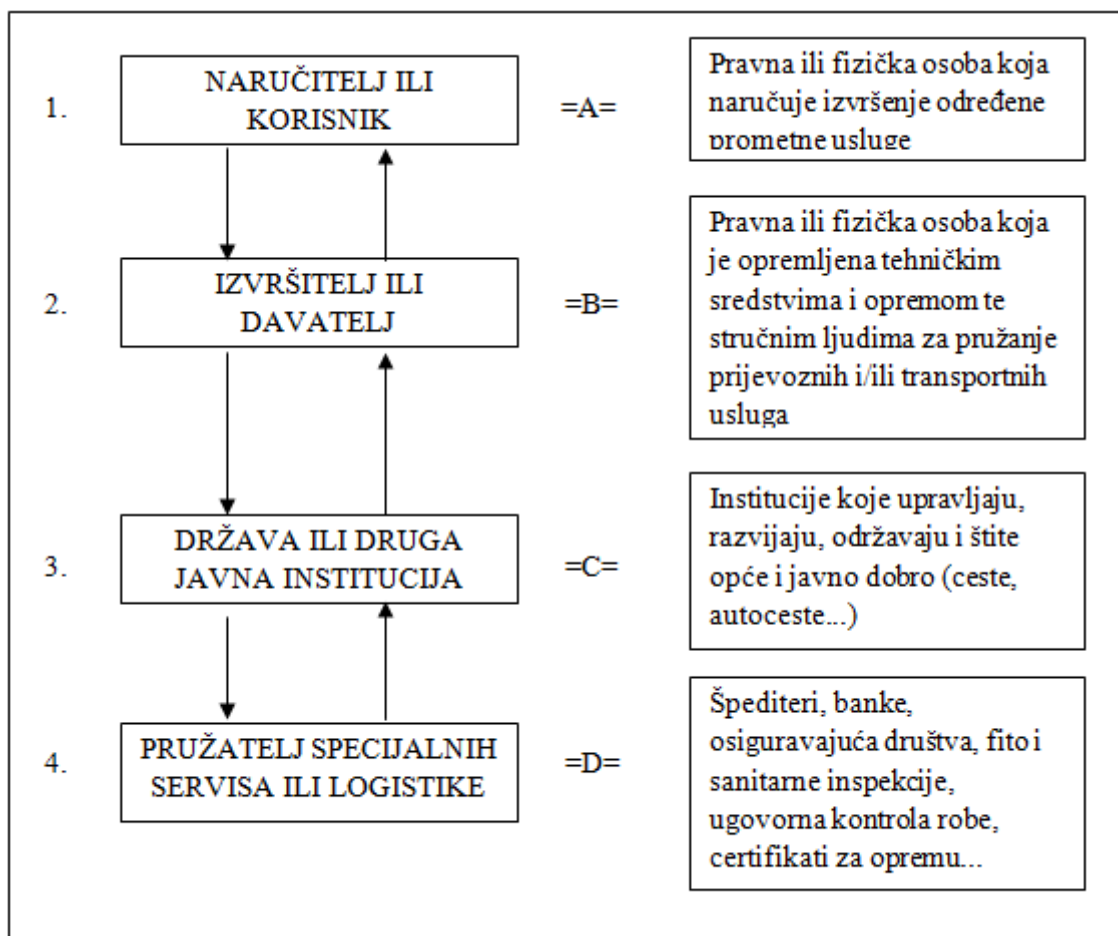 1.
NARUČITELJ ILI
KORISNIK
=A=
Pravna ili fizička osoba koja
naručuje izvršenje određene
prometne usluge
2.
IZVRŠITELJ ILI
DAVATELJ
=B=
Pravna ili fizička osoba koja
je opremljena tehničkim
sredstvima i opremom te
stručnim ljudima za pružanje
prijevoznih i/ili transportnih
usluga
3.
DRŽAVA ILI DRUGA
JAVNA INSTITUCIJA
=C=
Institucije koje upravljaju,
razvijaju, održavaju i štite
opće i javno dobro (ceste,
autoceste...)
4.
PRUŽATELJ SPECIJALNIH
SERVISA ILI LOGISTIKE
=D=
Špediteri, banke,
osiguravajuća društva, fito i
sanitarne inspekcije,
ugovorna kontrola robe,
certifikati za opremu...